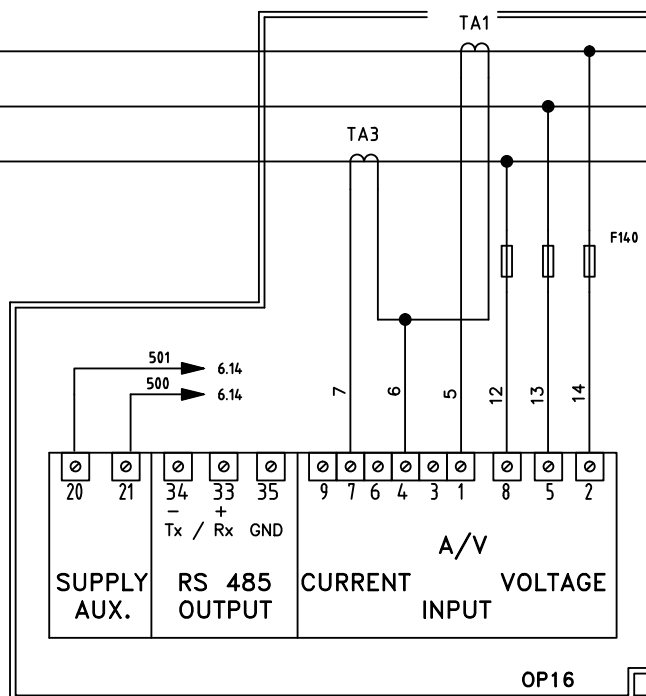 TA1
TA3
F140
501 6.14
500 6.14
7 6 5 12 13 14
20 21 34 33 35 9 7 6 4 3 1 8 5 2
- +
Tx / Rx GND
A/V
SUPPLY RS 485 CURRENT VOLTAGE
AUX. OUTPUT INPUT
OP16